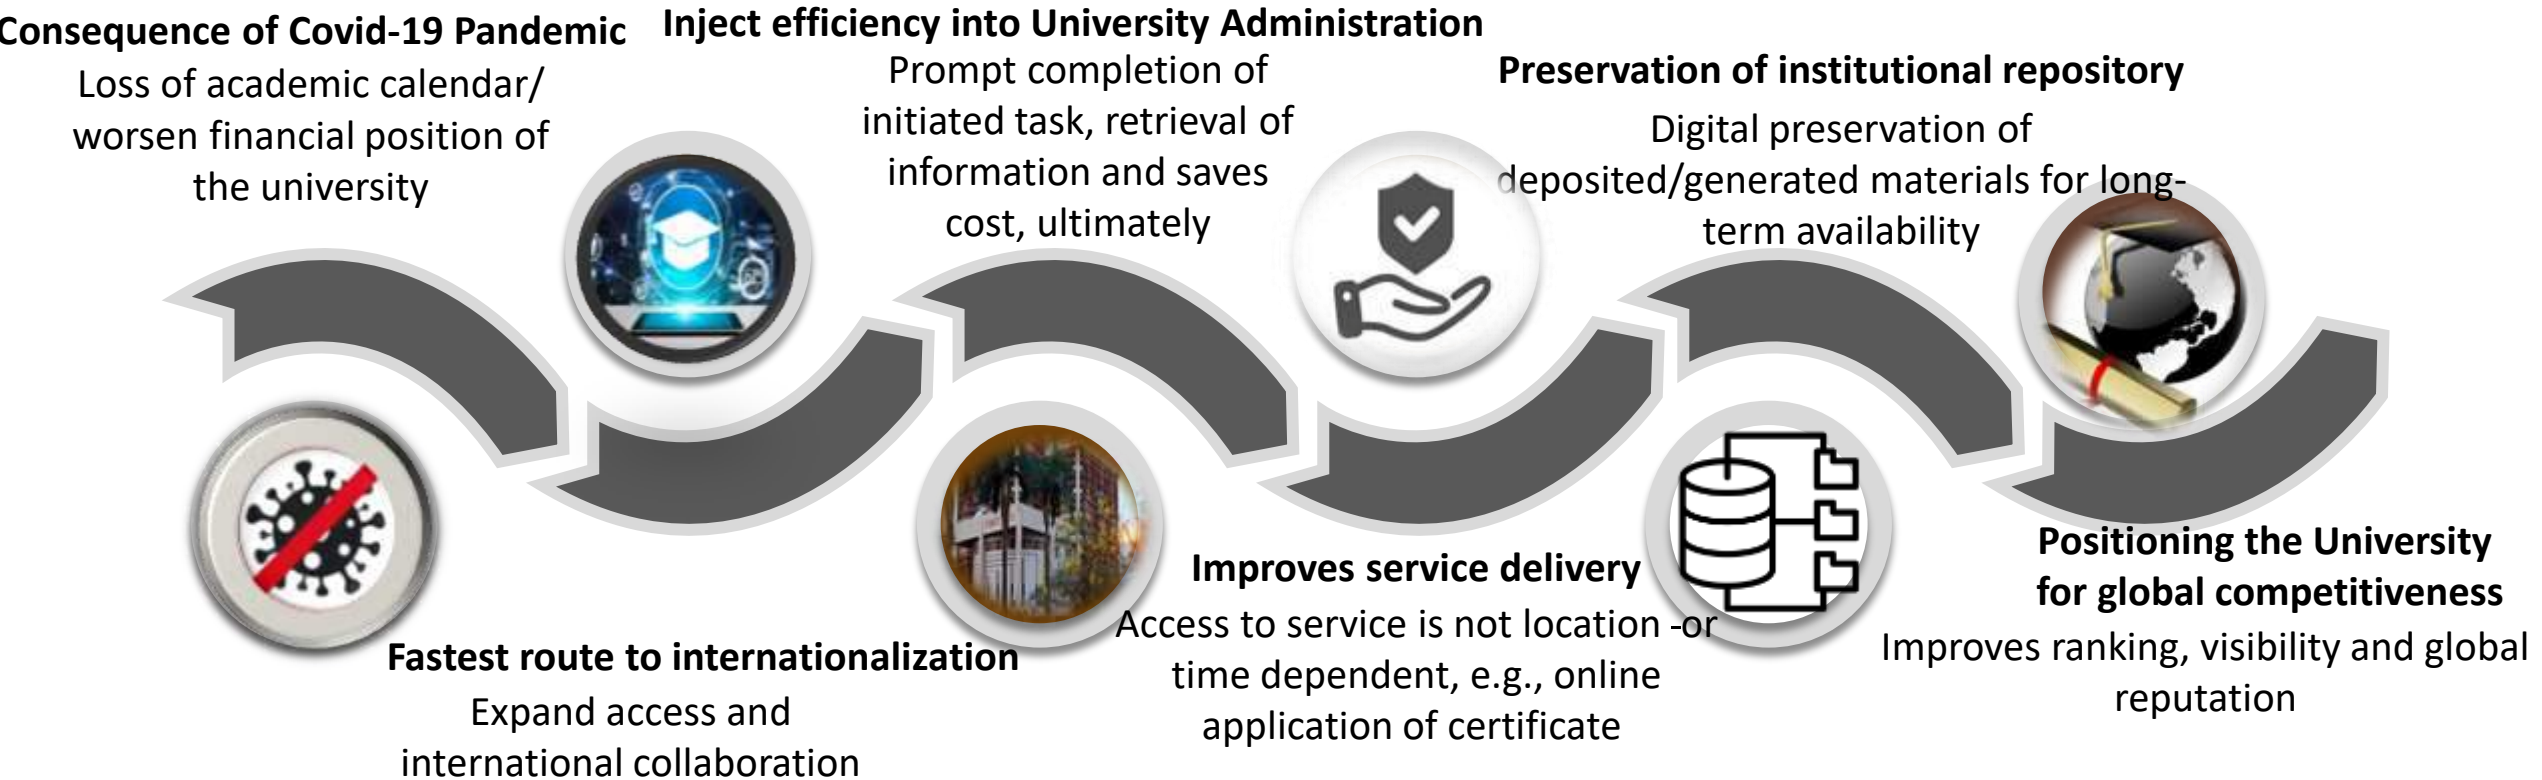 Consequence of Covid-19 Pandemic
Loss of academic calendar/
worsen financial position of
the university
Fastest route to internationalization
Expand access and
international collaboration
Inject efficiency into University Administration
Prompt completion of
initiated task, retrieval of
information and saves
cost, ultimately
Improves service delivery
Access to service is not location -or
time dependent, e.g., online
application of certificate
Preservation of institutional repository
Digital preservation of
deposited/generated materials for long-
term availability
Positioning the University
for global competitiveness
Improves ranking, visibility and global
reputation